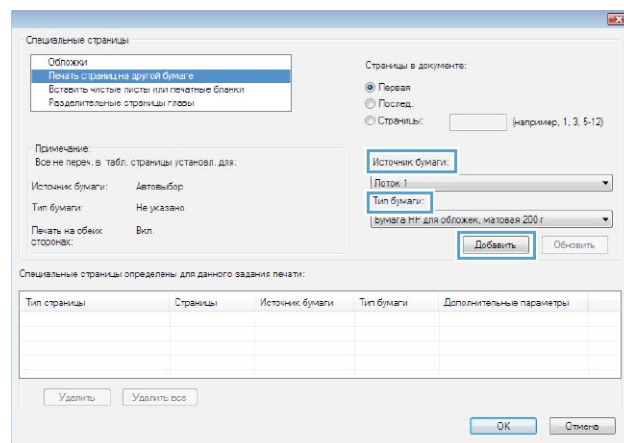 Специальные страницы
Обложки
Печать страниц на другой бумаге
Вставить чистые листы или печатные бланки
Разделительные страницы главы
Страницы в документе:
Первая
Послед.
Страницы:
(например, 1, 3, 5-12)
Примечание:
Все не переч. в табл. страницы установл. для:
Источник бумаги: Автовыбор
Тип бумаги: Не указано
Печать на обеих Вкл.
сторонах:
Источник бумаги:
Лоток 1
Тип бумаги:
Бумага HP для обложек, матовая 200 г
Добавить Обновить
Специальные страницы определены для данного задания печати:
Тип страницы Страницы Источник бумаги Тип бумаги Дополнительные параметры
Удалить Удалить все
OK Отмена